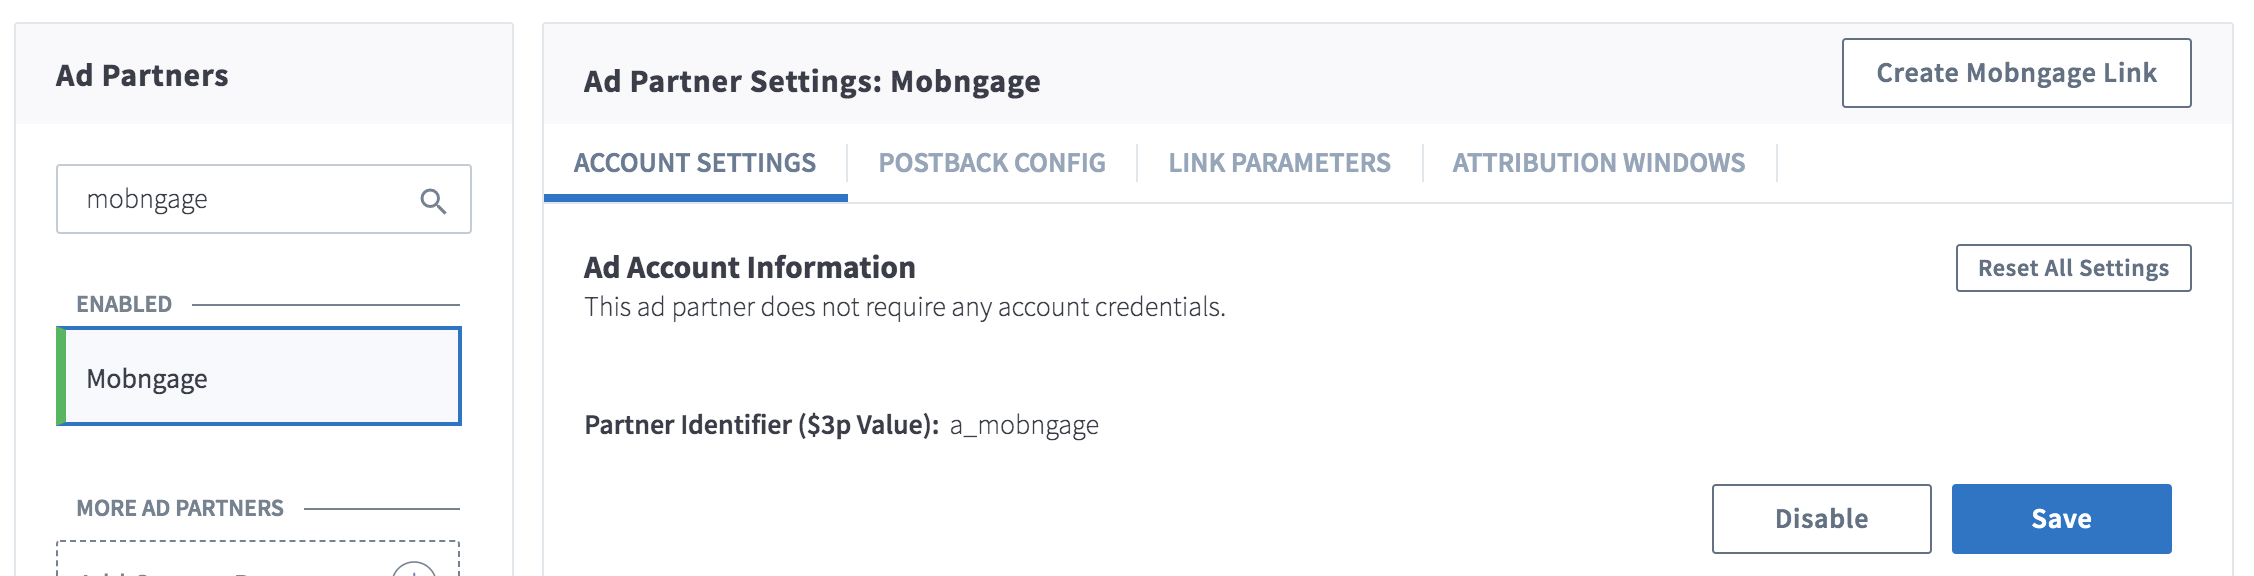 Ad Partners
mobngage
ENABLED
Mobngage
MORE AD PARTNERS
Ad Partner Settings: Mobngage
Create Mobngage Link
ACCOUNT SETTINGS
POSTBACK CONFIG
LINK PARAMETERS
ATTRIBUTION WINDOWS
Ad Account Information
Reset All Settings
This ad partner does not require any account credentials.
Partner Identifier ($3p Value): a_mobngage
Disable
Save